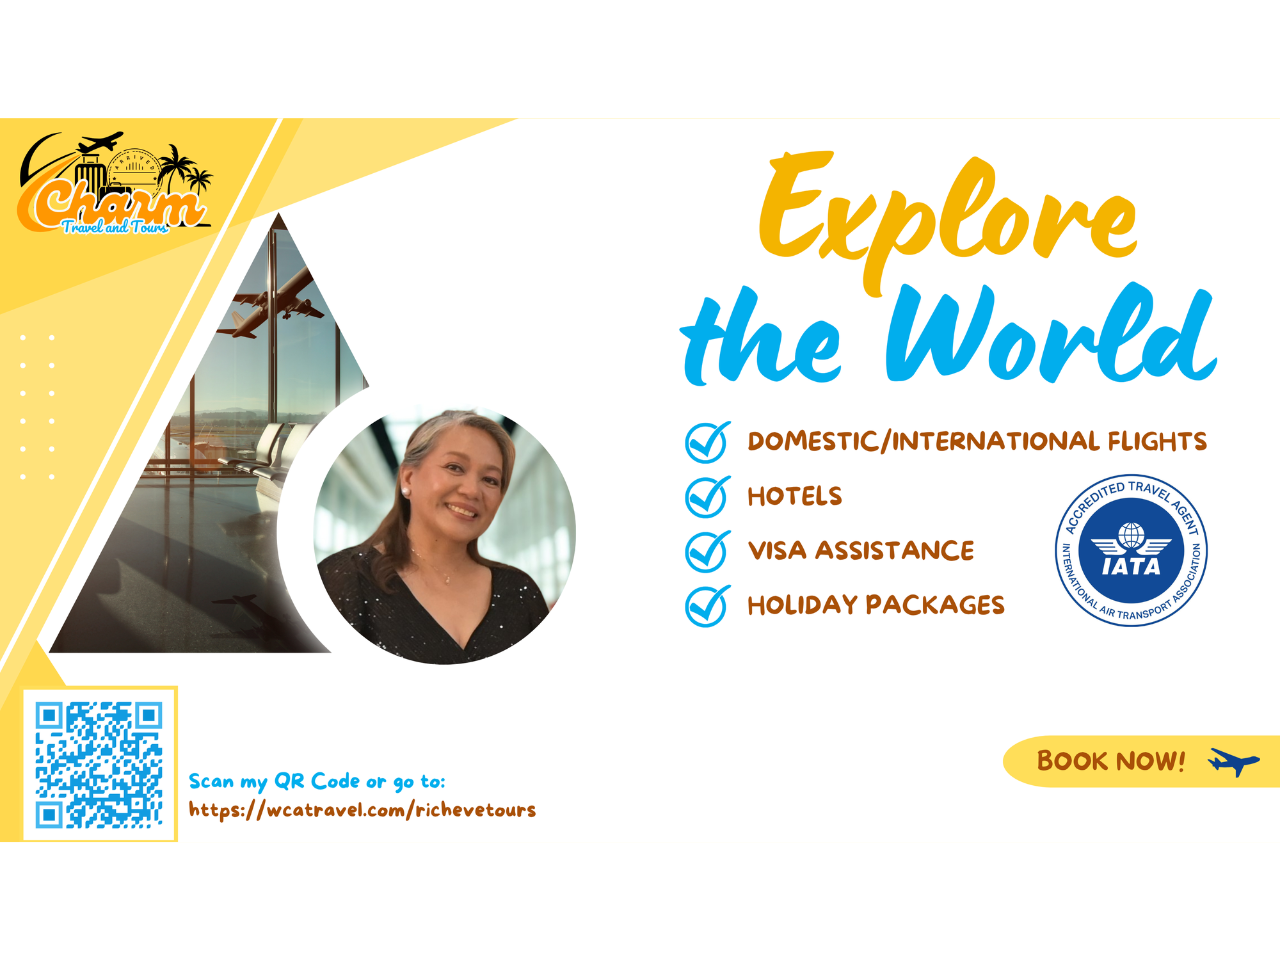 ARRIVED
Charm
Travel and Tours
Explore
the World
DOMESTIC/INTERNATIONAL FLIGHTS
HOTELS
VISA ASSISTANCE
HOLIDAY PACKAGES
ACCREDITED TRAVEL AGENT
IATA
INTERNATIONAL AIR TRANSPORT ASSOCIATION
BOOK NOW!
Scan my QR Code or go to:
https://wcatravel.com/richevetours